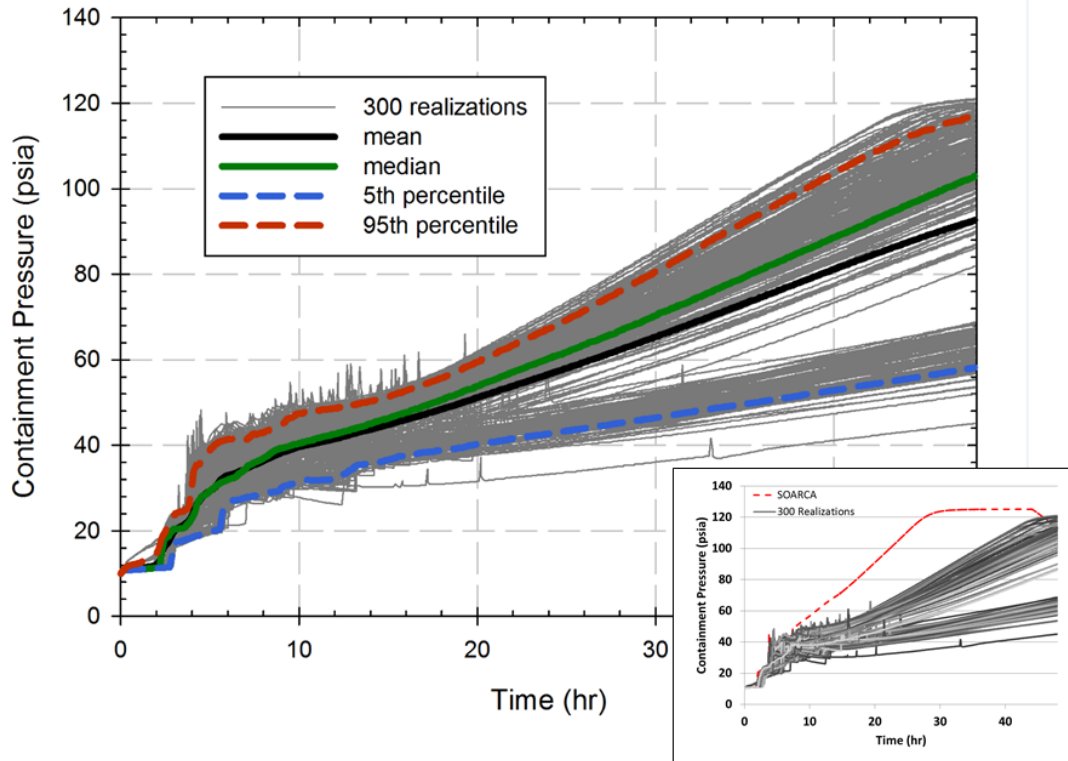 140
120
100
80
60
40
20
0
Containment Pressure (psia)
300 realizations
mean
median
5th percentile
95th percentile
0
10
20
30
Time (hr)
140
120
100
80
60
40
20
0
Containment Pressure (psia)
SOARCA
300 Realizations
0
10
20
30
40
Time (hr)